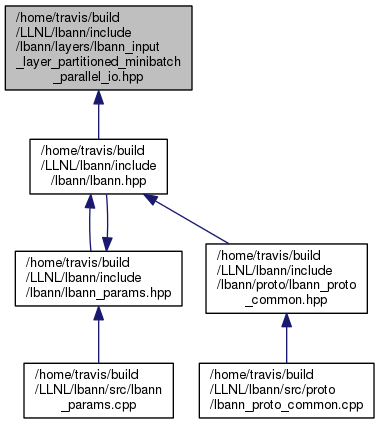 /home/travis/build
/LLNL/lbann/include
/lbann/layers/lbann_input
_layer_partitioned_minibatch
_parallel_io.hpp
/home/travis/build
/LLNL/lbann/include
/lbann/lbann.hpp
/home/travis/build
/LLNL/lbann/include
/lbann/lbann_params.hpp
/home/travis/build
/LLNL/lbann/include
/lbann/proto/lbann_proto
_common.hpp
/home/travis/build
/LLNL/lbann/src/lbann
_params.cpp
/home/travis/build
/LLNL/lbann/src/proto
/lbann_proto_common.cpp